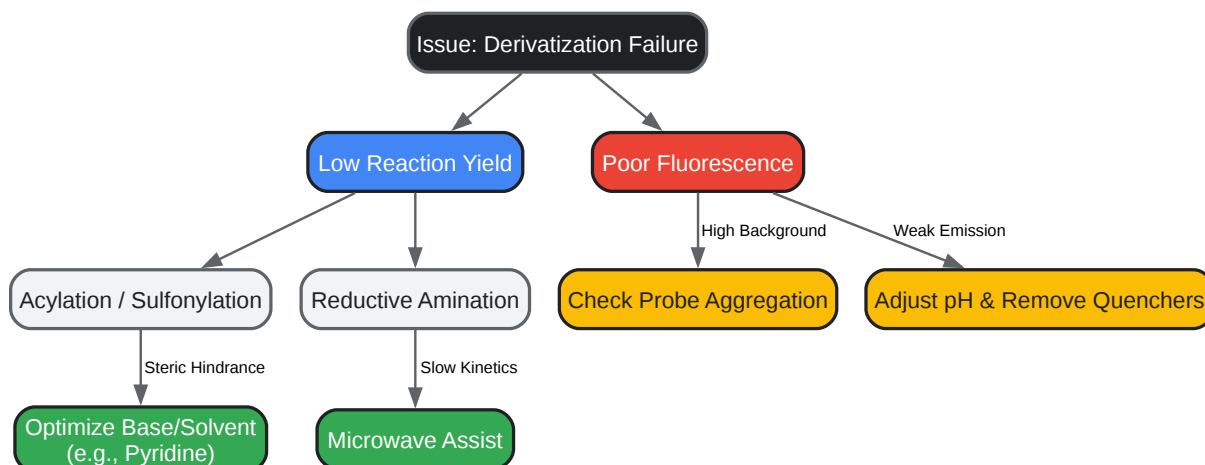 Issue: Derivatization Failure
Low Reaction Yield
Poor Fluorescence
High Background
Weak Emission
Acylation / Sulfonylation
Reductive Amination
Check Probe Aggregation
Adjust pH & Remove Quenchers
Steric Hindrance
Slow Kinetics
Optimize Base/Solvent
(e.g., Pyridine)
Microwave Assist